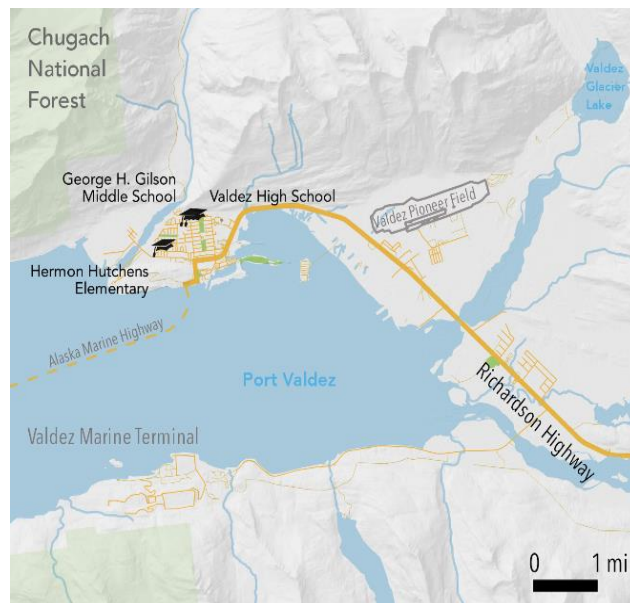 Chugach
National
Forest
Valdez
Glacier
Lake
George H. Gilson
Middle School
Valdez High School
Valdez Pioneer Field
Hermon Hutchens
Elementary
Alaska Marine Highway
Port Valdez
Richardson Highway
Valdez Marine Terminal
0 1 mi